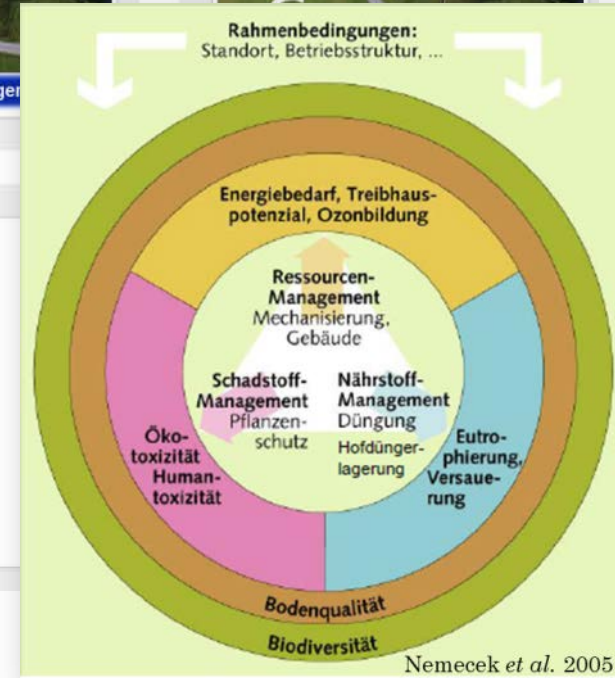 Rahmenbedingungen:
Standort, Betriebsstruktur, ...
Energiebedarf, Treibhaus-
potenzial, Ozonbildung
Ressourcen-
Management
Mechanisierung,
Gebäude
Schadstoff-
Management
Pflanzen-
schutz
Nährstoff-
Management
Düngung
Hofdünger-
lagerung
Öko-
toxizität
Human-
toxizität
Eutro-
phierung,
Versaue-
rung
Bodenqualität
Biodiversität
Nemecek et al. 2005